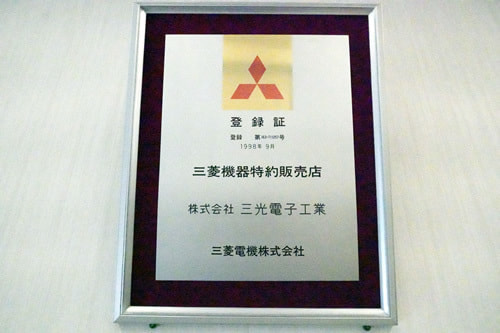 登録証
登録 第 号
1998年 9月
三菱機器特約販売店
株式会社 三光電子工業
三菱電機株式会社